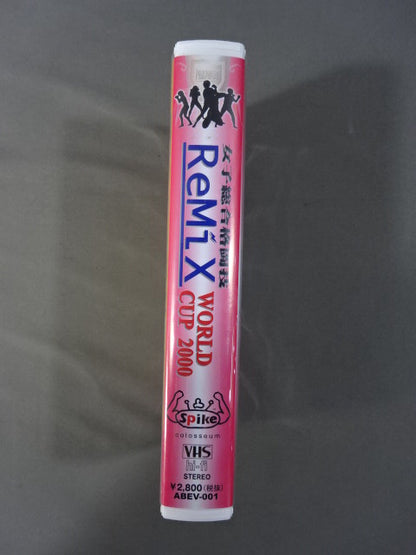 女子総合格闘技
ReMiX
WORLD
CUP 2000
Spike
colosseum
VHS
hi-fi
STEREO
¥2,800(税抜)
ABEV-001